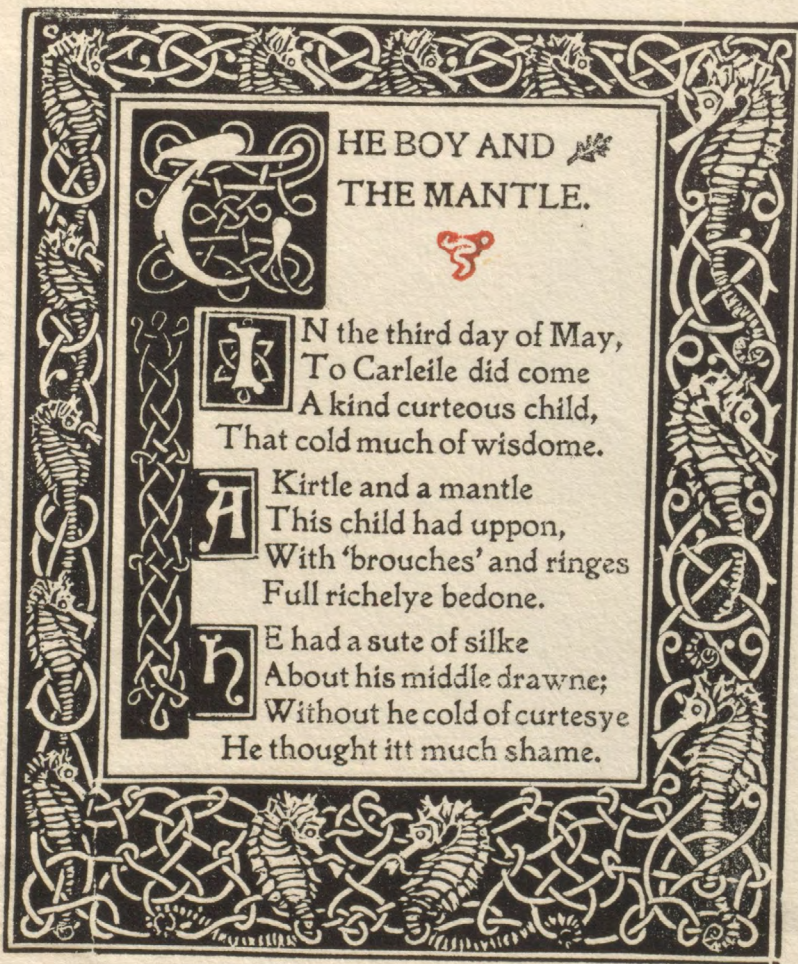 THE BOY AND
THE MANTLE.
IN the third day of May,
To Carleile did come
A kind curteous child,
That cold much of wisdome.
A Kirtle and a mantle
This child had uppon,
With 'brouches' and ringes
Full richelye bedone.
HE had a sute of silke
About his middle drawne;
Without he cold of curtesye
He thought itt much shame.